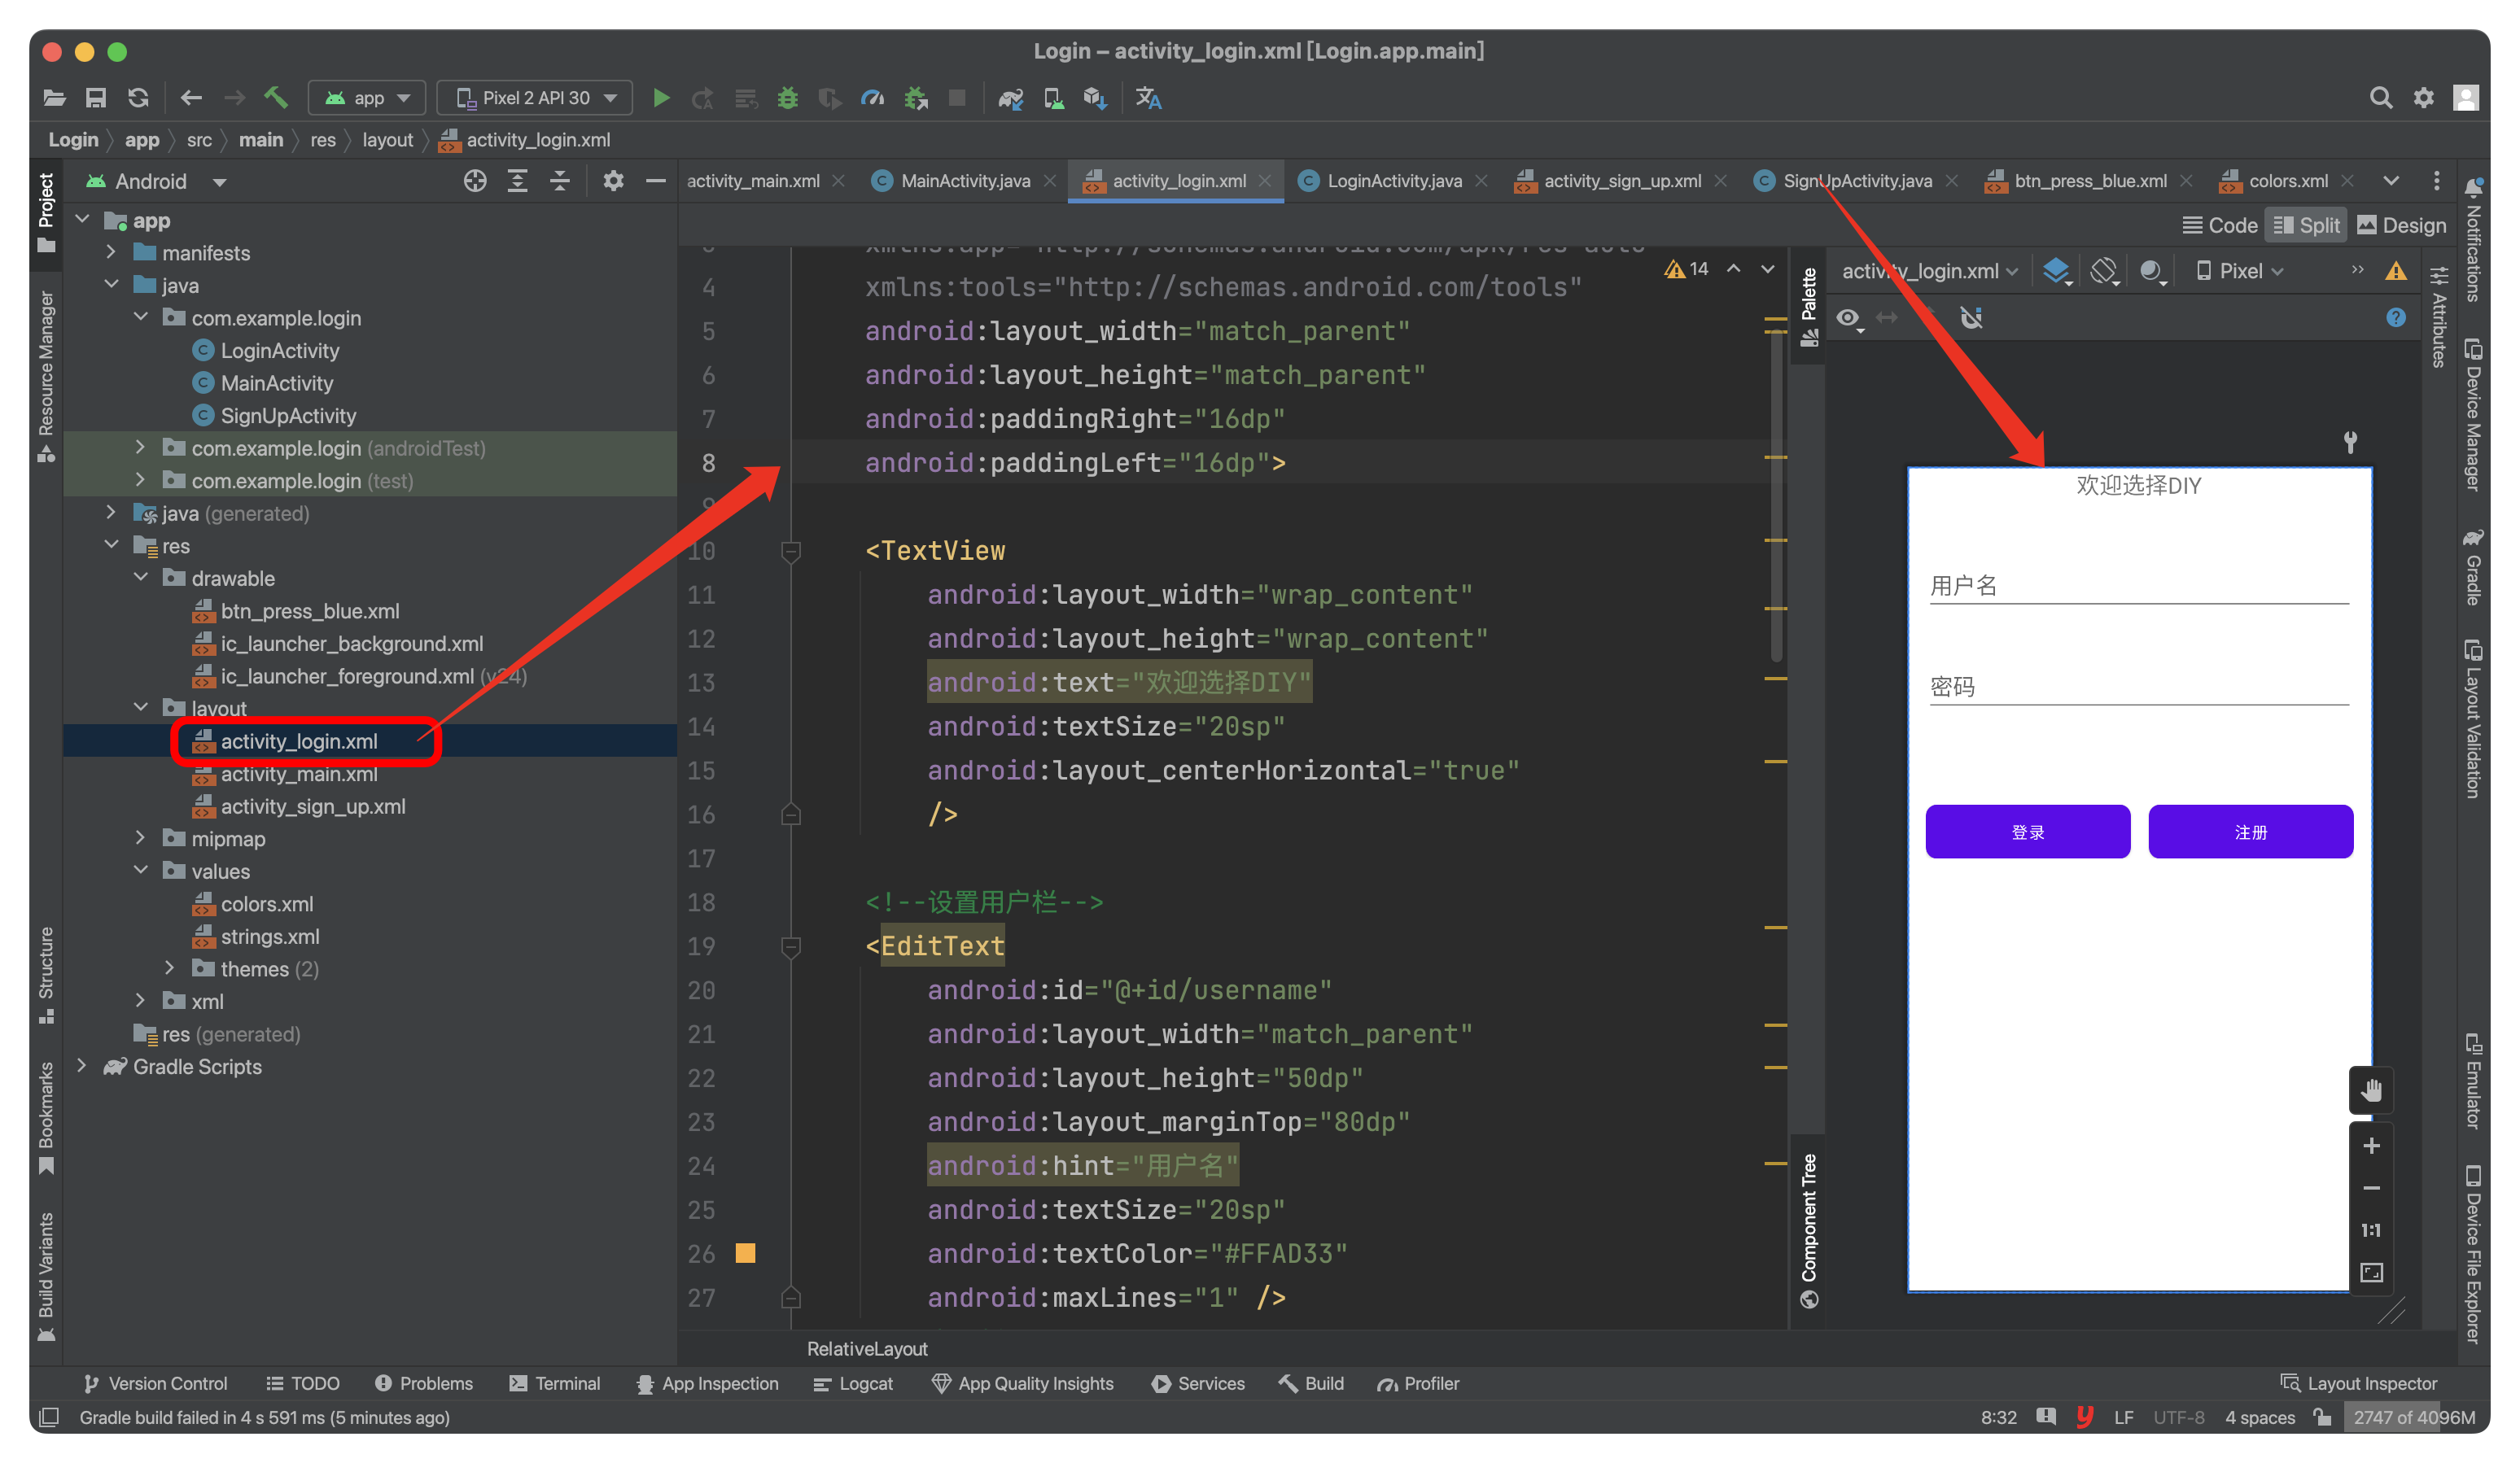 Login – activity_login.xml [Login.app.main]
app
Pixel 2 API 30
Login
app
src
main
res
layout
activity_login.xml
Project
Resource Manager
Structure
Bookmarks
Build Variants
Android
app
manifests
java
com.example.login
LoginActivity
MainActivity
SignUpActivity
com.example.login (androidTest)
com.example.login (test)
java (generated)
res
drawable
btn_press_blue.xml
ic_launcher_background.xml
ic_launcher_foreground.xml (v24)
layout
activity_login.xml
activity_main.xml
activity_sign_up.xml
mipmap
values
colors.xml
strings.xml
themes (2)
xml
res (generated)
Gradle Scripts
activity_main.xml
MainActivity.java
activity_login.xml
LoginActivity.java
activity_sign_up.xml
SignUpActivity.java
btn_press_blue.xml
colors.xml
Code
Split
Design
14
3 xmlns:app="http://schemas.android.com/apk/res-auto"
4 xmlns:tools="http://schemas.android.com/tools"
5 android:layout_width="match_parent"
6 android:layout_height="match_parent"
7 android:paddingRight="16dp"
8 android:paddingLeft="16dp">
9
10 <TextView
11 android:layout_width="wrap_content"
12 android:layout_height="wrap_content"
13 android:text="欢迎选择DIY"
14 android:textSize="20sp"
15 android:layout_centerHorizontal="true"
16 />
17
18 <!--设置用户栏-->
19 <EditText
20 android:id="@+id/username"
21 android:layout_width="match_parent"
22 android:layout_height="50dp"
23 android:layout_marginTop="80dp"
24 android:hint="用户名"
25 android:textSize="20sp"
26 android:textColor="#FFAD33"
27 android:maxLines="1" />
RelativeLayout
Palette
Component Tree
activity_login.xml
Pixel
?
欢迎选择DIY
用户名
密码
登录
注册
1:1
Attributes
Notifications
Device Manager
Gradle
Layout Validation
Emulator
Device File Explorer
Version Control
TODO
Problems
Terminal
App Inspection
Logcat
App Quality Insights
Services
Build
Profiler
Layout Inspector
Gradle build failed in 4 s 591 ms (5 minutes ago)
8:32
LF
UTF-8
4 spaces
2747 of 4096M